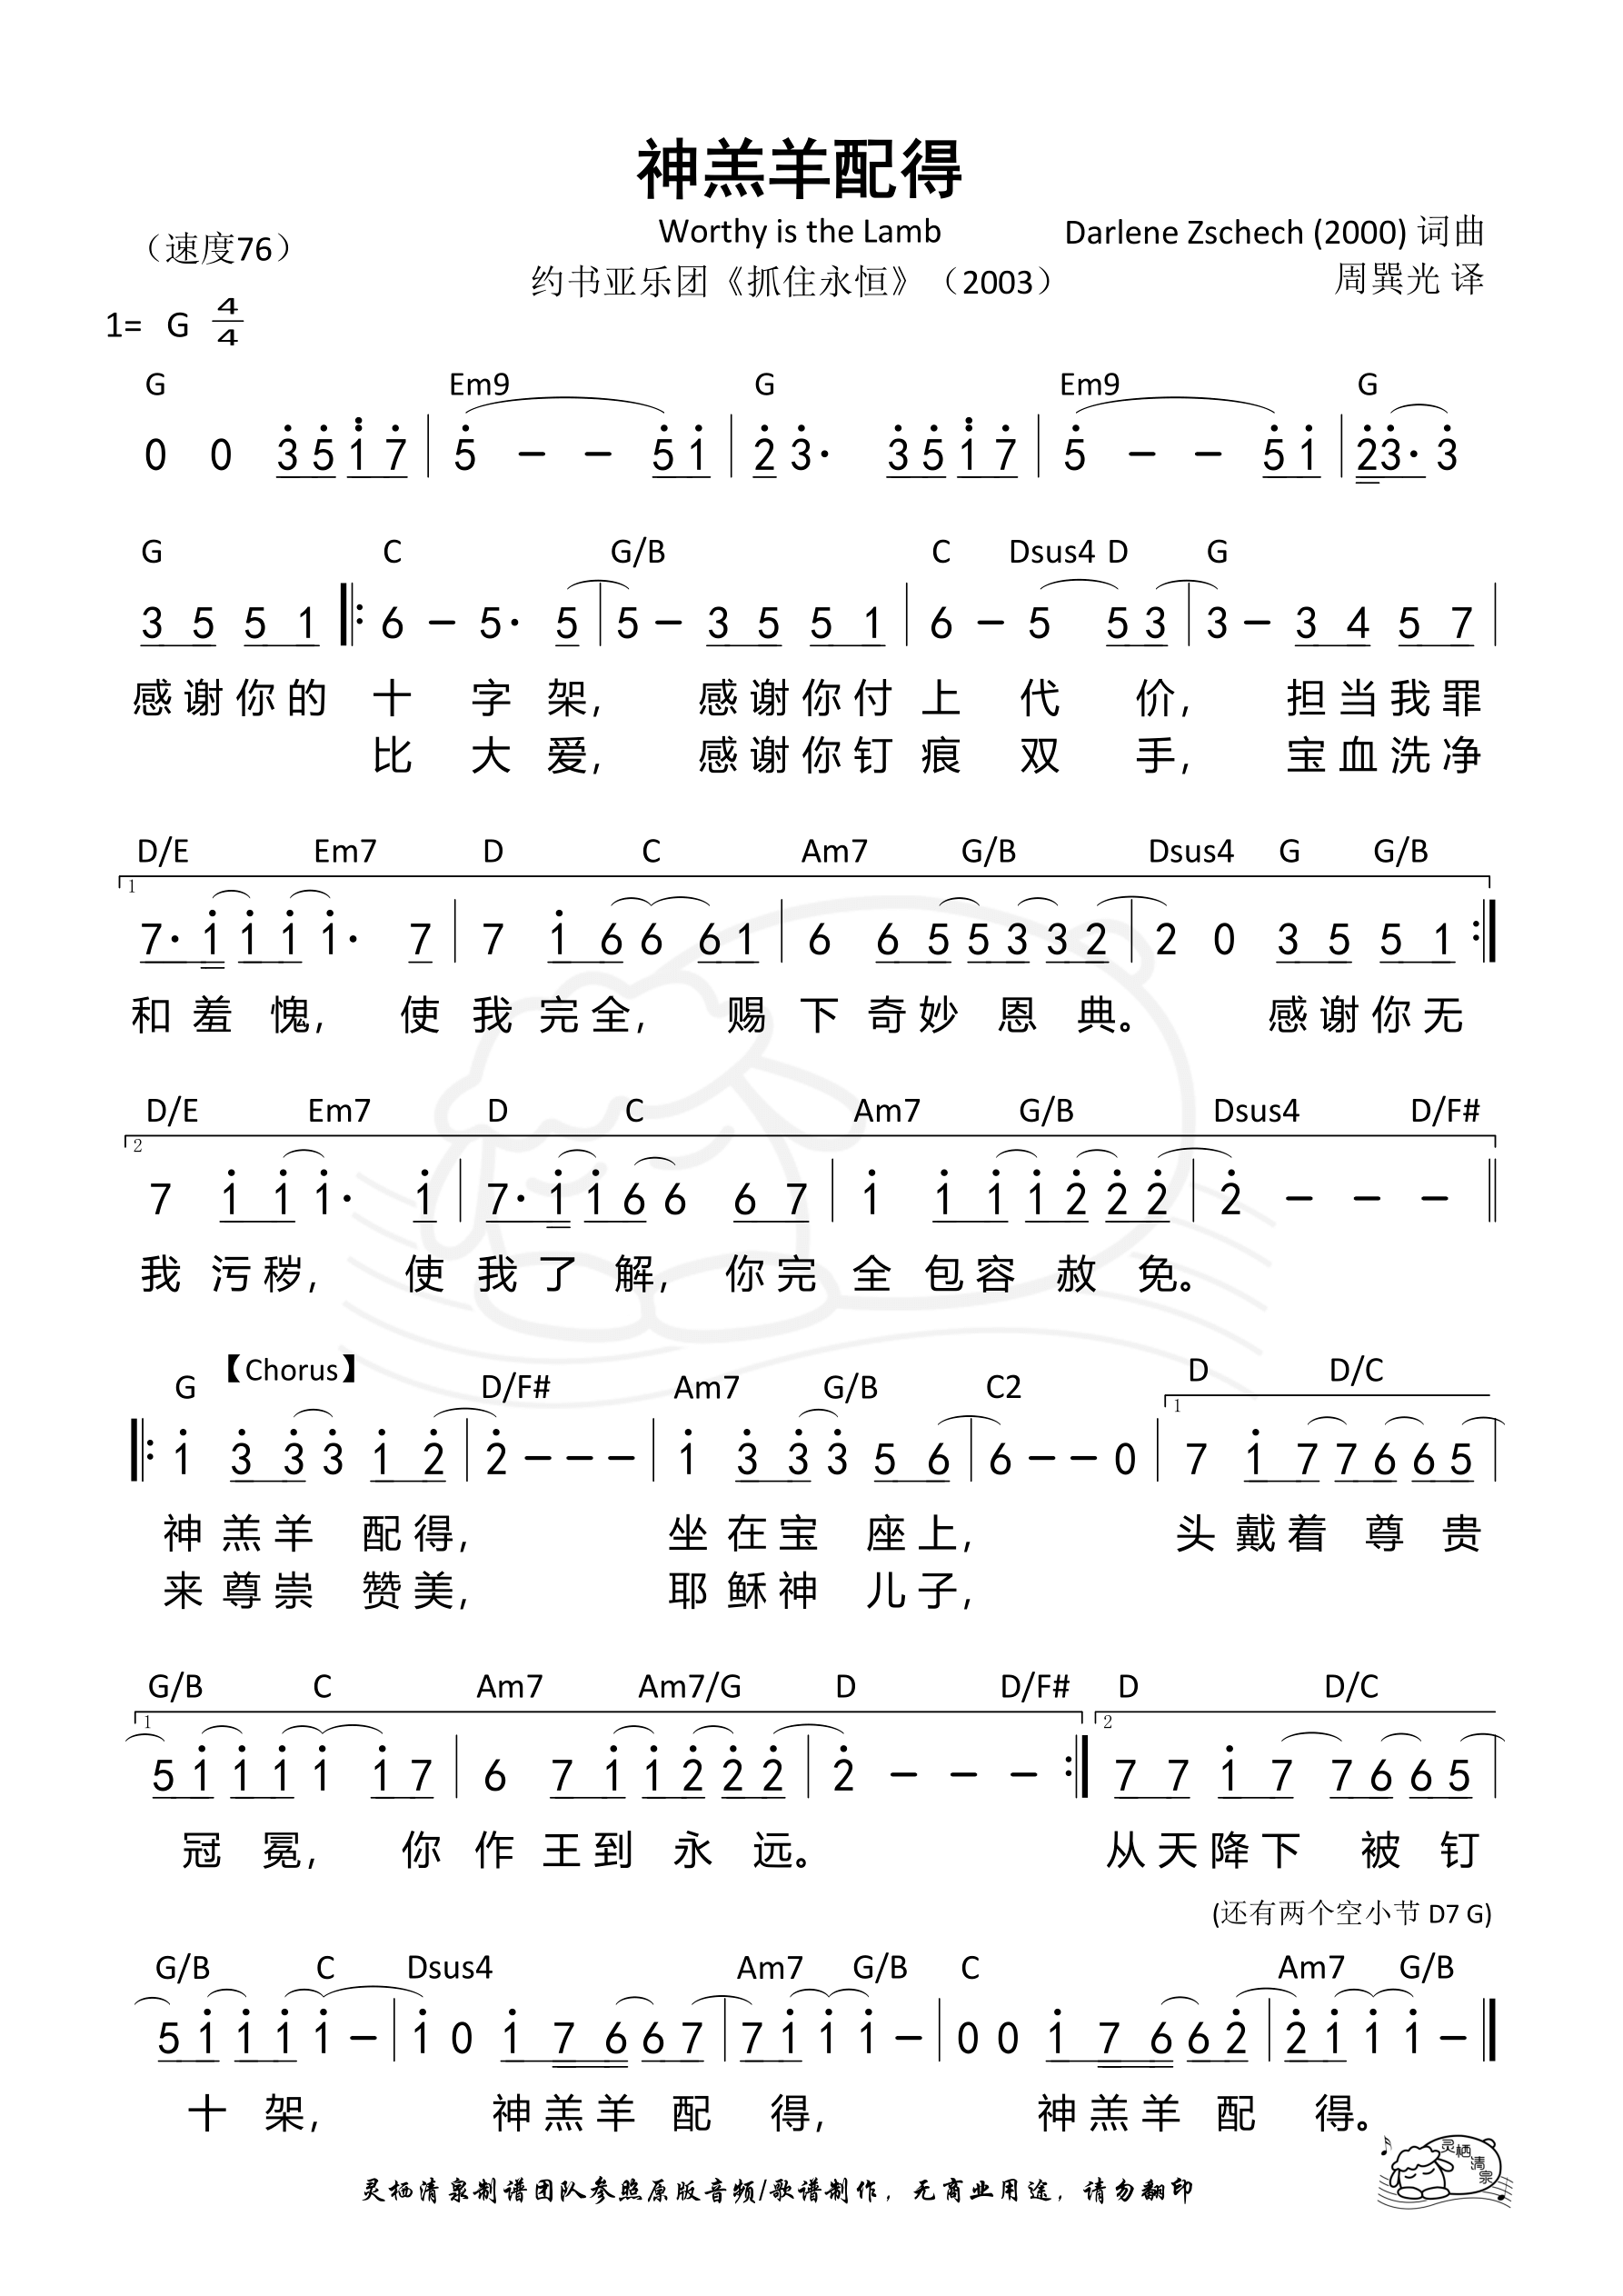 神羔羊配得
Worthy is the Lamb
(速度76)
Darlene Zschech (2000) 词曲
约书亚乐团《抓住永恒》(2003)
周巽光 译
1= G 4/4
G Em9 G Em9 G
0 0 3 5 1 7 | 5 – – 5 1 | 2 3· 3 5 1 7 | 5 – – 5 1 | 2 3· 3
G C G/B C Dsus4 D G
3 5 5 1 |: 6 – 5· 5 | 5 – 3 5 5 1 | 6 – 5 5 3 | 3 – 3 4 5 7 |
感谢你的 十 字 架, 感谢你付 上 代 价, 担当我罪
比 大 爱, 感谢你钉 痕 双 手, 宝血洗净
D/E Em7 D C Am7 G/B Dsus4 G G/B
1
7· 1 1 1 1· 7 | 7 1 6 6 6 1 | 6 6 5 5 3 3 2 | 2 0 3 5 5 1 :|
和 羞 愧, 使 我 完全, 赐 下 奇妙 恩 典。 感谢你无
D/E Em7 D C Am7 G/B Dsus4 D/F#
2
7 1 1 1· 1 | 7· 1 1 6 6 6 7 | 1 1 1 1 2 2 2 | 2 – – – ||
我 污秽, 使 我 了 解, 你完 全 包容 赦 免。
G 【Chorus】 D/F# Am7 G/B C2 D D/C
1
|: 1 3 3 3 1 2 | 2 – – – | 1 3 3 3 5 6 | 6 – – 0 | 7 1 7 7 6 6 5 |
神 羔羊 配得, 坐 在宝 座上, 头 戴着 尊 贵
来 尊崇 赞美, 耶 稣神 儿子,
G/B C Am7 Am7/G D D/F# D D/C
1 2
5 1 1 1 1 1 7 | 6 7 1 1 2 2 2 | 2 – – – :| 7 7 1 7 7 6 6 5 |
冠 冕, 你 作 王到 永 远。 从天降下 被 钉
(还有两个空小节 D7 G)
G/B C Dsus4 Am7 G/B C Am7 G/B
5 1 1 1 1 – | 1 0 1 7 6 6 7 | 7 1 1 1 – | 0 0 1 7 6 6 2 | 2 1 1 1 – ‖
十 架, 神羔羊 配 得, 神羔羊 配 得。
灵栖清泉
灵栖清泉制谱团队参照原版音频/歌谱制作, 无商业用途, 请勿翻印